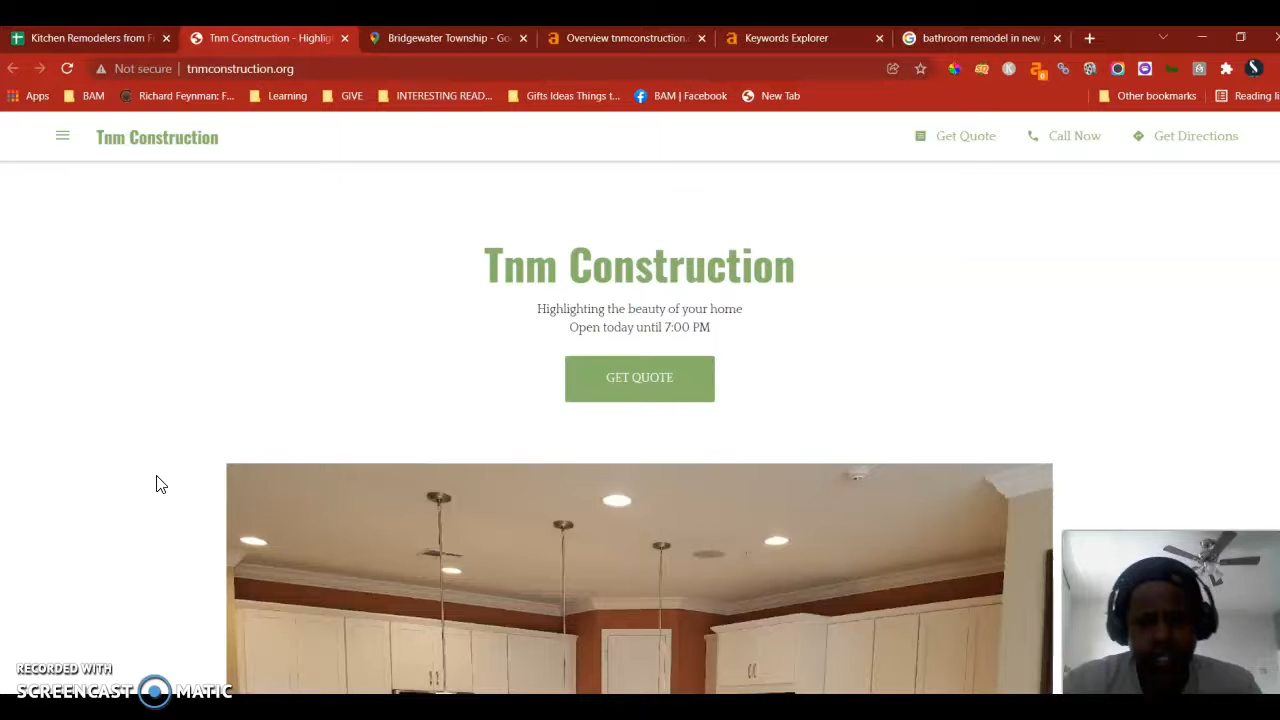 Kitchen Remodelers from F
Tnm Construction - Highlig
Bridgewater Township - Go
Overview tnmconstruction.
Keywords Explorer
bathroom remodel in new
Not secure
tnmconstruction.org
Apps
BAM
Richard Feynman: F...
Learning
GIVE
INTERESTING READ...
Gifts Ideas Things t...
BAM | Facebook
New Tab
Other bookmarks
Reading li
Tnm Construction
Get Quote
Call Now
Get Directions
Tnm Construction
Highlighting the beauty of your home
Open today until 7:00 PM
GET QUOTE
RECORDED WITH
SCREENCAST MATIC